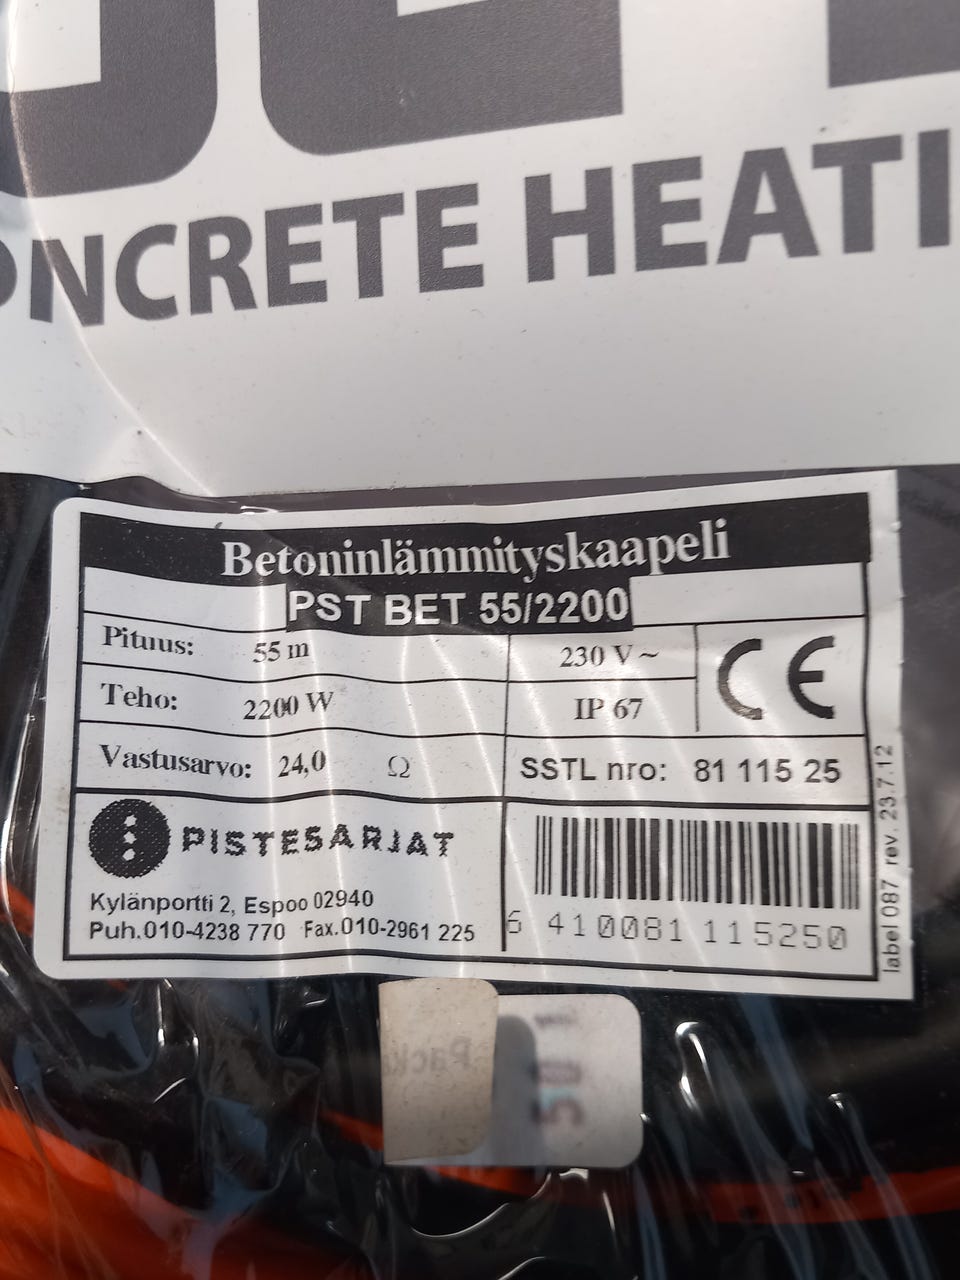 ONCRETE HEATI
Betoninlämmityskaapeli
PST BET 55/2200
Pituus: 55 m
230 V ~
Teho: 2200 W
IP 67
CE
Vastusarvo: 24,0 Ω
SSTL nro: 81 115 25
PISTESARJAT
Kylänportti 2, Espoo 02940
Puh.010-4238 770 Fax.010-2961 225
6 410081 115250
label 087 rev. 23.7.12